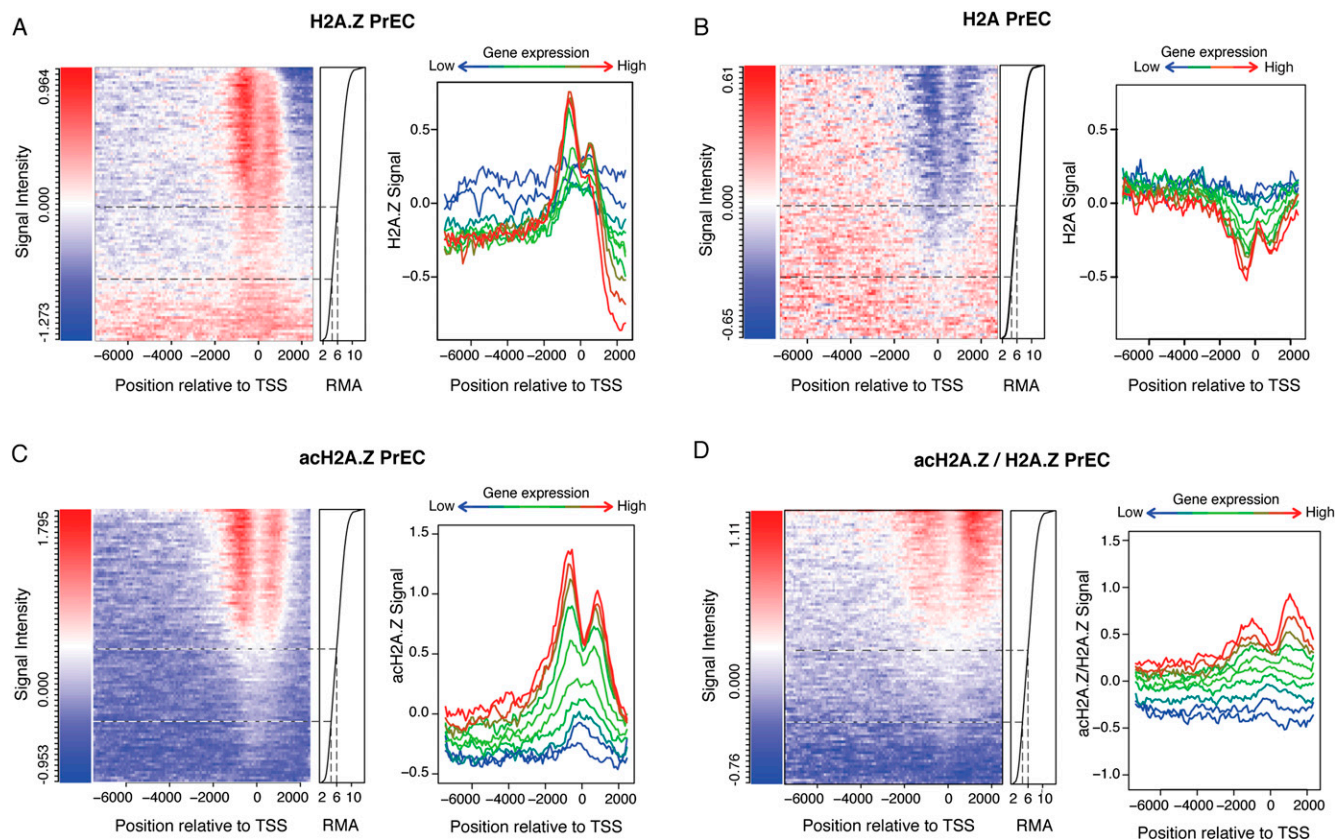 A
H2A.Z PrEC
Signal Intensity
0.964
0.000
-1.273
-6000 -4000 -2000 0 2000
Position relative to TSS
2 6 10
RMA
Gene expression
Low High
H2A.Z Signal
0.5
0.0
−0.5
−6000 −4000 −2000 0 2000
Position relative to TSS
B
H2A PrEC
Signal Intensity
0.61
0.000
-0.65
-6000 -4000 -2000 0 2000
Position relative to TSS
2 6 10
RMA
Gene expression
Low High
H2A Signal
0.5
0.0
−0.5
−6000 −4000 −2000 0 2000
Position relative to TSS
C
acH2A.Z PrEC
Signal Intensity
1.795
0.000
-0.953
−6000 −4000 −2000 0 2000
Position relative to TSS
2 6 10
RMA
Gene expression
Low High
acH2A.Z Signal
1.5
1.0
0.5
0.0
−0.5
−6000 −4000 −2000 0 2000
Position relative to TSS
D
acH2A.Z / H2A.Z PrEC
Signal Intensity
1.11
0.000
-0.76
−6000 −4000 −2000 0 2000
Position relative to TSS
2 6 10
RMA
Gene expression
Low High
acH2A.Z/H2A.Z Signal
1.5
1.0
0.5
0.0
−0.5
−1.0
−6000 −4000 −2000 0 2000
Position relative to TSS